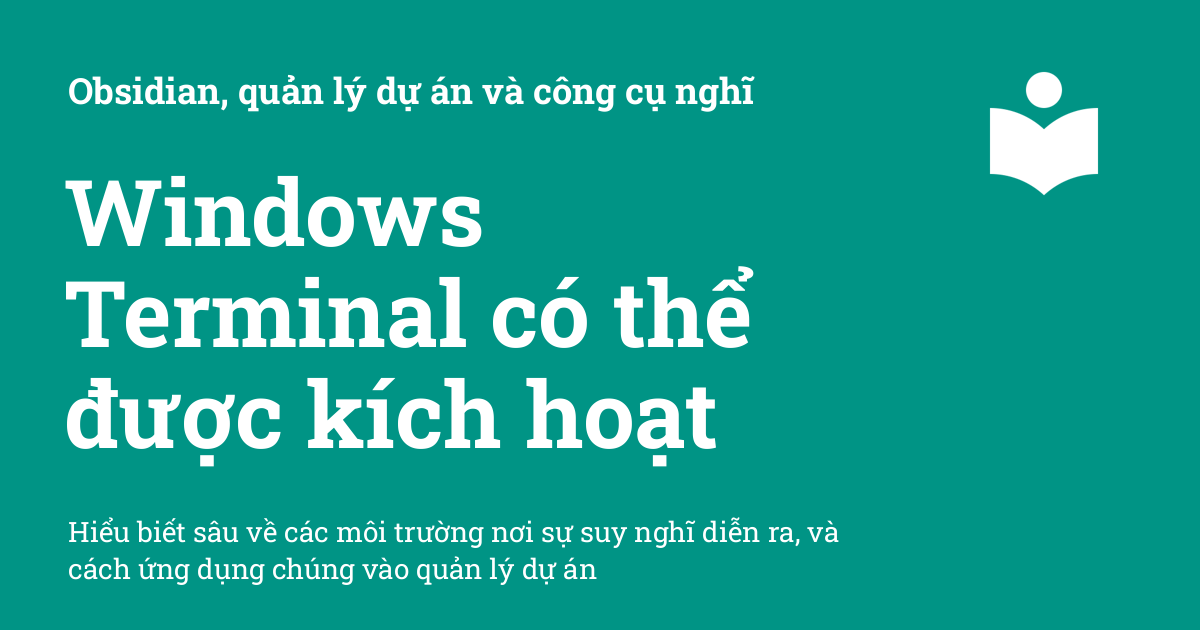 Obsidian, quản lý dự án và công cụ nghĩ
Windows
Terminal có thể
được kích hoạt
Hiểu biết sâu về các môi trường nơi sự suy nghĩ diễn ra, và
cách ứng dụng chúng vào quản lý dự án